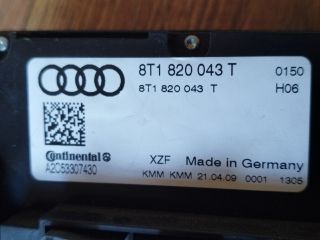 8T1 820 043 T 0150
8T1 820 043 T H06
Continental
A2C53307430
XZF Made in Germany
KMM KMM 21.04.09 0001 1305